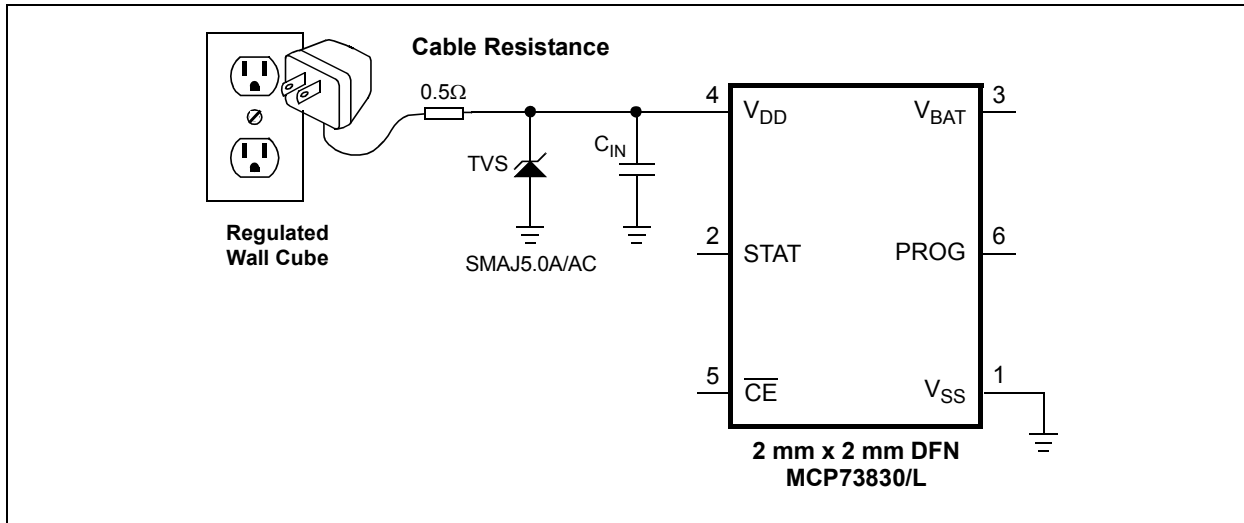 Cable Resistance
0.5Ω
TVS
C_IN
SMAJ5.0A/AC
Regulated
Wall Cube
4
V_DD
V_BAT
3
2
STAT
PROG
6
5
CE
V_SS
1
2 mm x 2 mm DFN
MCP73830/L